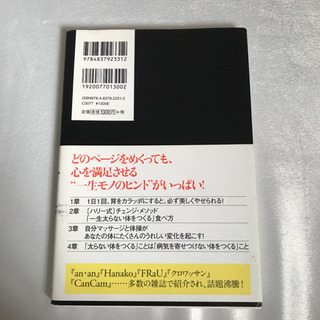 9784837923312
1920077013002
ISBN978-4-8379-2331-2
C0077 ¥1300E
定価：本体1300円＋税
どのページをめくっても、
心を満足させる
“一生モノのヒント”がいっぱい！
1章 1日1回、胃をカラッポにすると、必ず美しくやせられる！
2章 「ハリー式」チェンジ・メソッド
「一生太らない体をつくる」食べ方
3章 自分マッサージと体操が
あなたの体にたくさんのうれしい変化を起こす！
4章 「太らない体をつくる」ことは「病気を寄せつけない体をつくる」こと
『an・an』『Hanako』『FRaU』『クロワッサン』
『CanCam』……多数の雑誌で紹介され、話題沸騰！